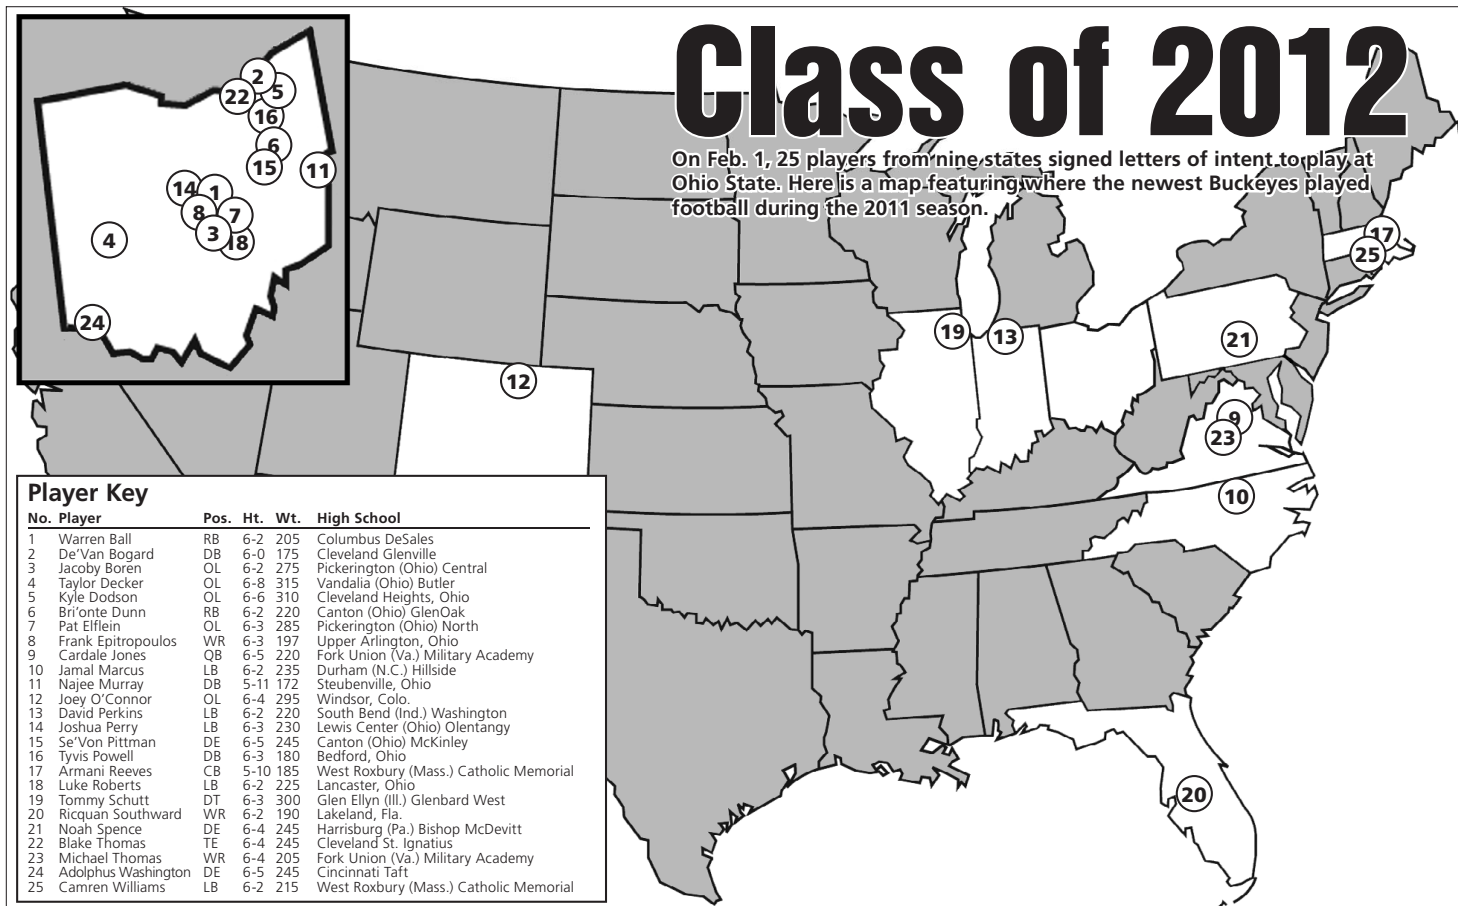 Class of 2012
On Feb. 1, 25 players from nine states signed letters of intent to play at
Ohio State. Here is a map featuring where the newest Buckeyes played
football during the 2011 season.
2
5
22
16
6
15
11
14
1
8
7
3
18
4
24
17
25
19
13
21
12
9
23
10
20
Player Key
No. Player Pos. Ht. Wt. High School
1 Warren Ball RB 6-2 205 Columbus DeSales
2 De'Van Bogard DB 6-0 175 Cleveland Glenville
3 Jacoby Boren OL 6-2 275 Pickerington (Ohio) Central
4 Taylor Decker OL 6-8 315 Vandalia (Ohio) Butler
5 Kyle Dodson OL 6-6 310 Cleveland Heights, Ohio
6 Bri'onte Dunn RB 6-2 220 Canton (Ohio) GlenOak
7 Pat Elflein OL 6-3 285 Pickerington (Ohio) North
8 Frank Epitropoulos WR 6-3 197 Upper Arlington, Ohio
9 Cardale Jones QB 6-5 220 Fork Union (Va.) Military Academy
10 Jamal Marcus LB 6-2 235 Durham (N.C.) Hillside
11 Najee Murray DB 5-11 172 Steubenville, Ohio
12 Joey O'Connor OL 6-4 295 Windsor, Colo.
13 David Perkins LB 6-2 220 South Bend (Ind.) Washington
14 Joshua Perry LB 6-3 230 Lewis Center (Ohio) Olentangy
15 Se'Von Pittman DE 6-5 245 Canton (Ohio) McKinley
16 Tyvis Powell DB 6-3 180 Bedford, Ohio
17 Armani Reeves CB 5-10 185 West Roxbury (Mass.) Catholic Memorial
18 Luke Roberts LB 6-2 225 Lancaster, Ohio
19 Tommy Schutt DT 6-3 300 Glen Ellyn (Ill.) Glenbard West
20 Ricquan Southward WR 6-2 190 Lakeland, Fla.
21 Noah Spence DE 6-4 245 Harrisburg (Pa.) Bishop McDevitt
22 Blake Thomas TE 6-4 245 Cleveland St. Ignatius
23 Michael Thomas WR 6-4 205 Fork Union (Va.) Military Academy
24 Adolphus Washington DE 6-5 245 Cincinnati Taft
25 Camren Williams LB 6-2 215 West Roxbury (Mass.) Catholic Memorial